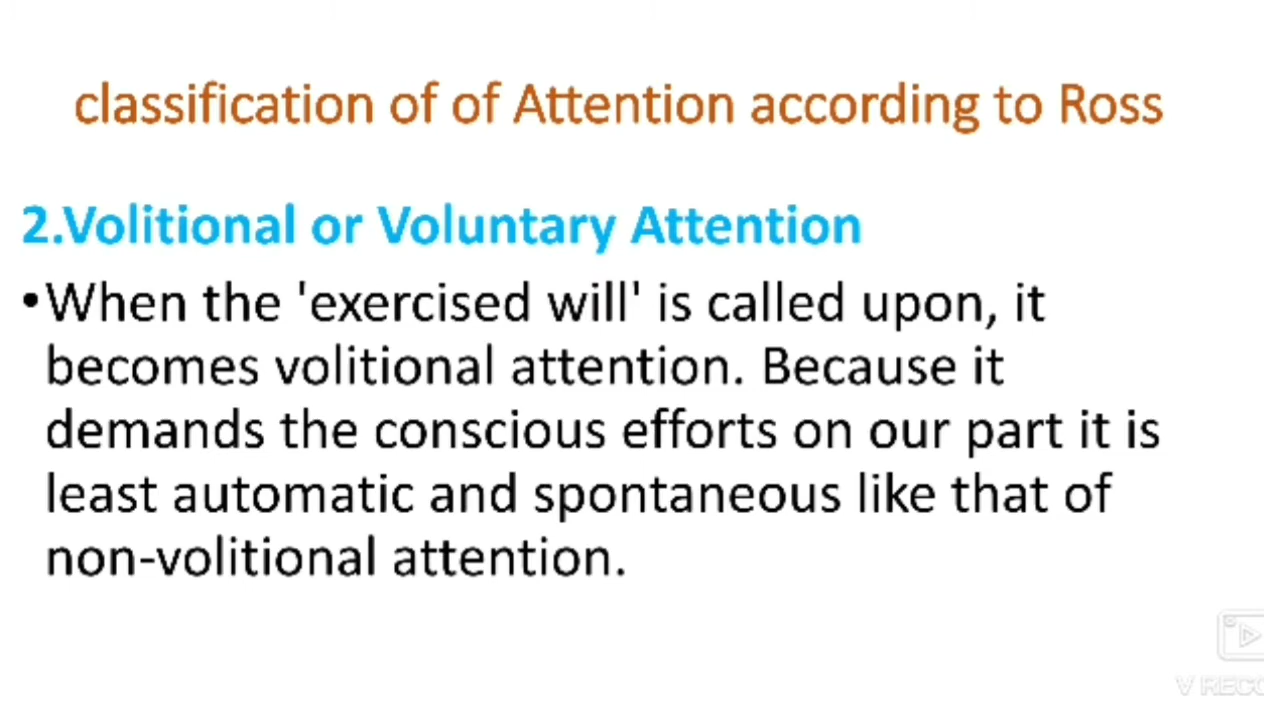 classification of of Attention according to Ross
2.Volitional or Voluntary Attention
•When the 'exercised will' is called upon, it
becomes volitional attention. Because it
demands the conscious efforts on our part it is
least automatic and spontaneous like that of
non-volitional attention.
V RECO